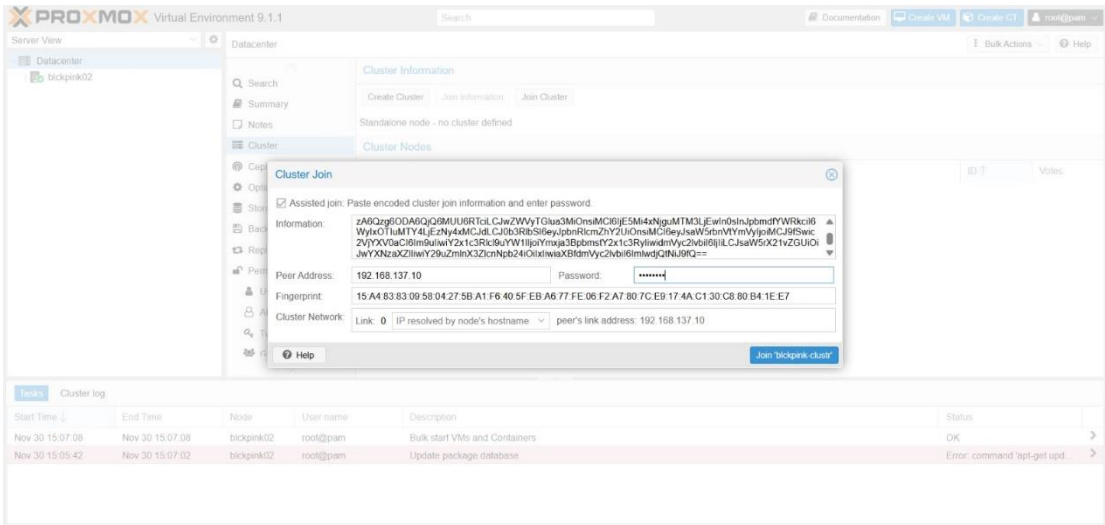 PROXMOX Virtual Environment 9.1.1
Search
Documentation
Create VM
Create CT
root@pam
Server View
Datacenter
blckpink02
Datacenter
Bulk Actions
Help
Search
Summary
Notes
Cluster
Cluster Information
Create Cluster
Join Information
Join Cluster
Standalone node - no cluster defined
Cluster Nodes
ID
Votes
Cluster Join
Assisted join: Paste encoded cluster join information and enter password.
Information:
Peer Address:
192.168.137.10
Password:
Fingerprint:
15:A4:83:83:09:58:04:27:5B:A1:F6:40:5F:EB:A6:77:FE:06:F2:A7:80:7C:E9:17:4A:C1:30:C8:80:B4:1E:E7
Cluster Network:
Link: 0
IP resolved by node's hostname
peer's link address: 192.168.137.10
Help
Join 'blckpink-clustr'
Tasks
Cluster log
Start Time
End Time
Node
User name
Description
Status
Nov 30 15:07:08
Nov 30 15:07:08
blckpink02
root@pam
Bulk start VMs and Containers
OK
Nov 30 15:05:42
Nov 30 15:07:02
blckpink02
root@pam
Update package database
Error: command 'apt-get upd...